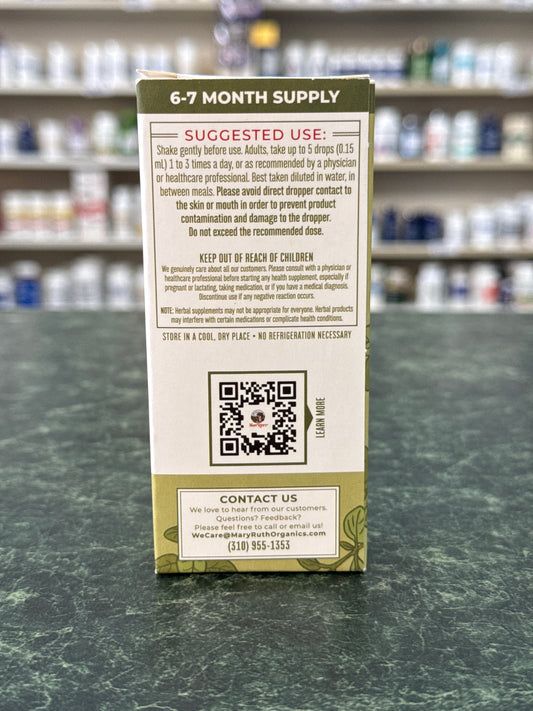 6-7 MONTH SUPPLY
SUGGESTED USE:
Shake gently before use. Adults, take up to 5 drops (0.15
mL) 1 to 3 times a day, or as recommended by a physician
or healthcare professional. Best taken diluted in water, in
between meals. Please avoid direct dropper contact to
the skin or mouth in order to prevent product
contamination and damage to the dropper.
Do not exceed the recommended dose.
KEEP OUT OF REACH OF CHILDREN
We genuinely care about all our customers. Please consult with a physician or
healthcare professional before starting any health supplement, especially if
pregnant or lactating, taking medication, or if you have a medical diagnosis.
Discontinue use if any negative reaction occurs.
NOTE: Herbal supplements may not be appropriate for everyone. Herbal products
may interfere with certain medications or complicate health conditions.
STORE IN A COOL, DRY PLACE • NO REFRIGERATION NECESSARY
LEARN MORE
CONTACT US
We love to hear from our customers.
Questions? Feedback?
Please feel free to call or email us!
WeCare@MaryRuthOrganics.com
(310) 955-1353